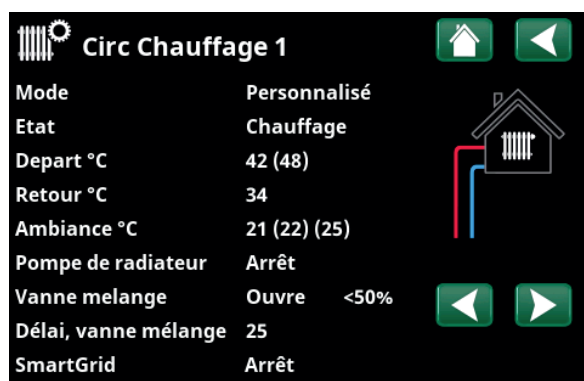 Circ Chauffage 1
Mode Personnalisé
Etat Chauffage
Depart °C 42 (48)
Retour °C 34
Ambiance °C 21 (22) (25)
Pompe de radiateur Arrêt
Vanne melange Ouvre <50%
Délai, vanne mélange 25
SmartGrid Arrêt